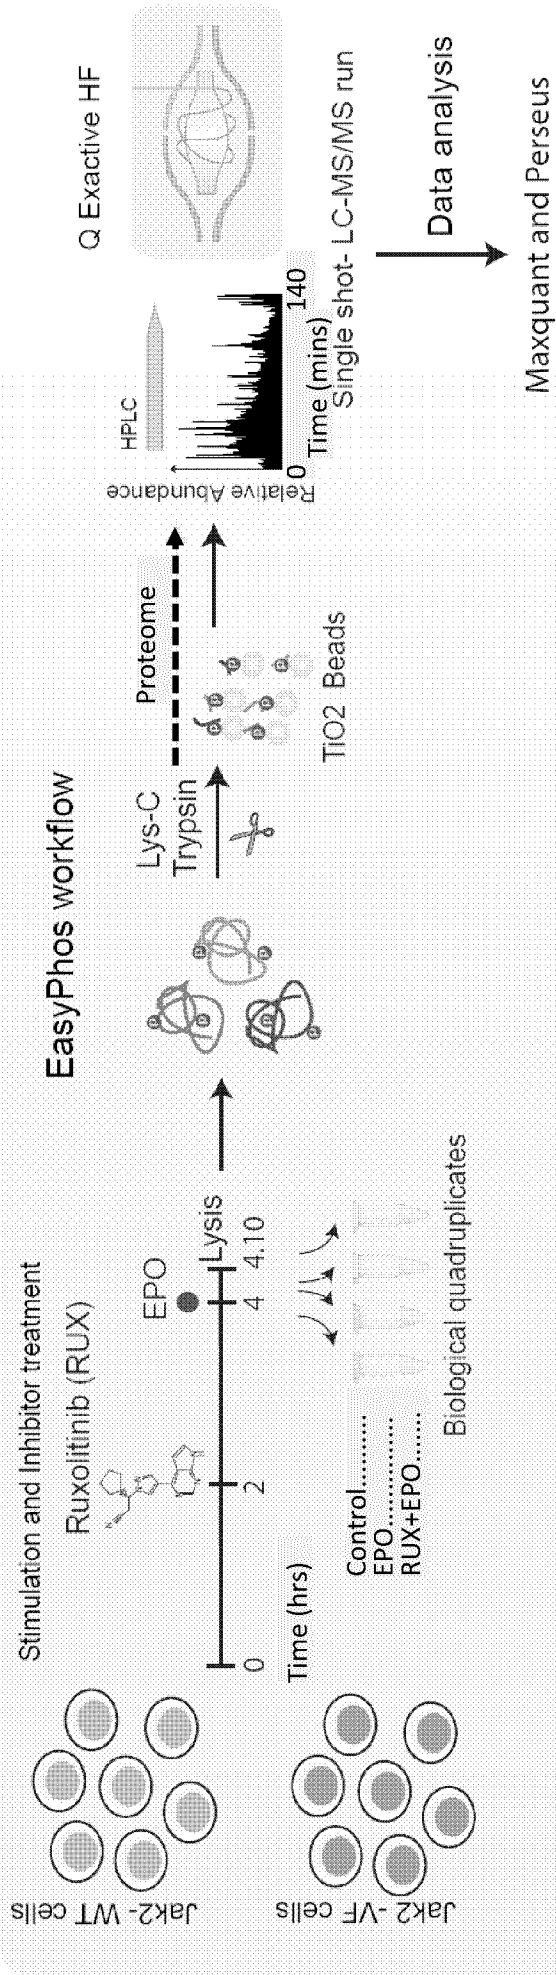 Jak2- WT cells
Jak2 -VF cells
Stimulation and Inhibitor treatment
Ruxolitinib (RUX)
EPO
Lysis
0
2
4
4.10
Time (hrs)
Control...........
EPO................
RUX+EPO.......
Biological quadruplicates
EasyPhos workflow
Lys-C
Trypsin
Proteome
TiO2 Beads
HPLC
Relative Abundance
0
140
Time (mins)
Q Exactive HF
Single shot- LC-MS/MS run
Data analysis
Maxquant and Perseus